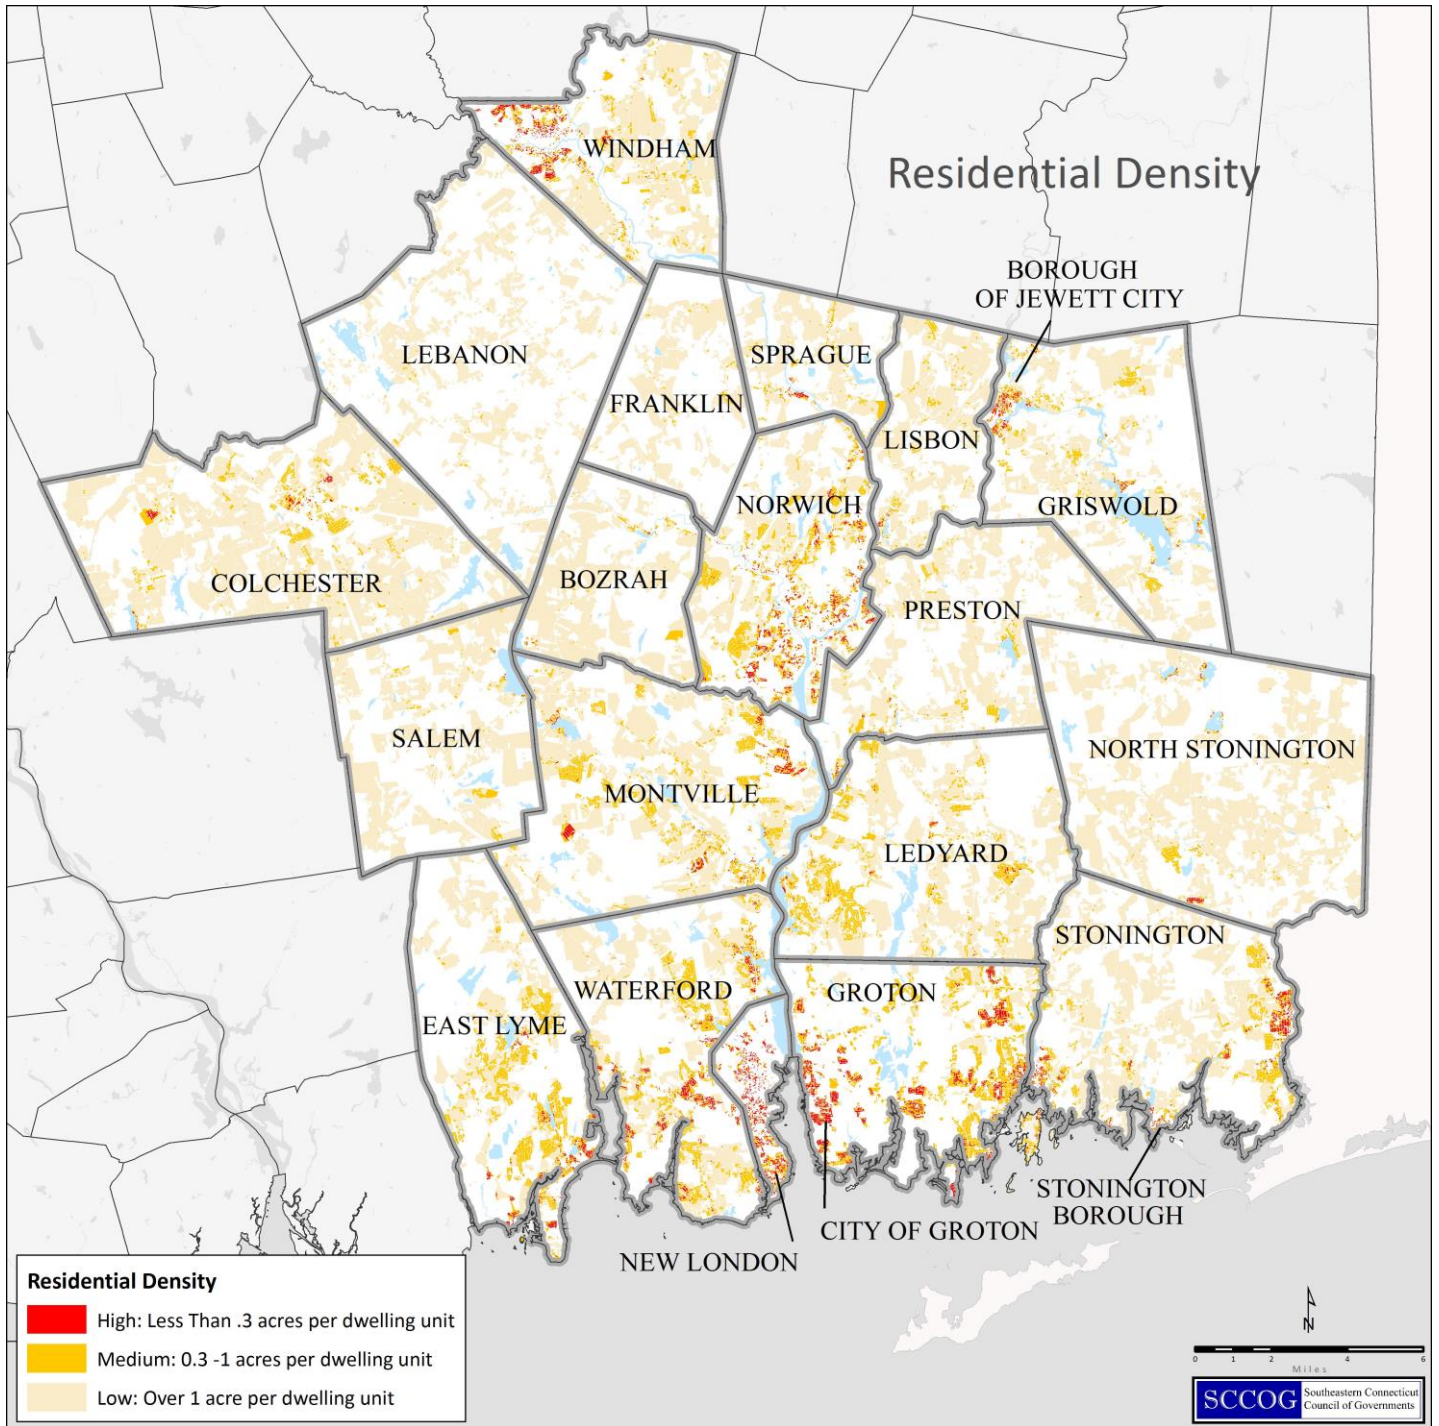 WINDHAM
Residential Density
BOROUGH
OF JEWETT CITY
LEBANON
SPRAGUE
FRANKLIN
LISBON
NORWICH
GRISWOLD
COLCHESTER
BOZRAH
PRESTON
SALEM
NORTH STONINGTON
MONTVILLE
LEDYARD
STONINGTON
WATERFORD
GROTON
EAST LYME
STONINGTON
BOROUGH
CITY OF GROTON
NEW LONDON
Residential Density
High: Less Than .3 acres per dwelling unit
Medium: 0.3 -1 acres per dwelling unit
Low: Over 1 acre per dwelling unit
N
0 1 2 4 6
Miles
SCCOG
Southeastern Connecticut
Council of Governments